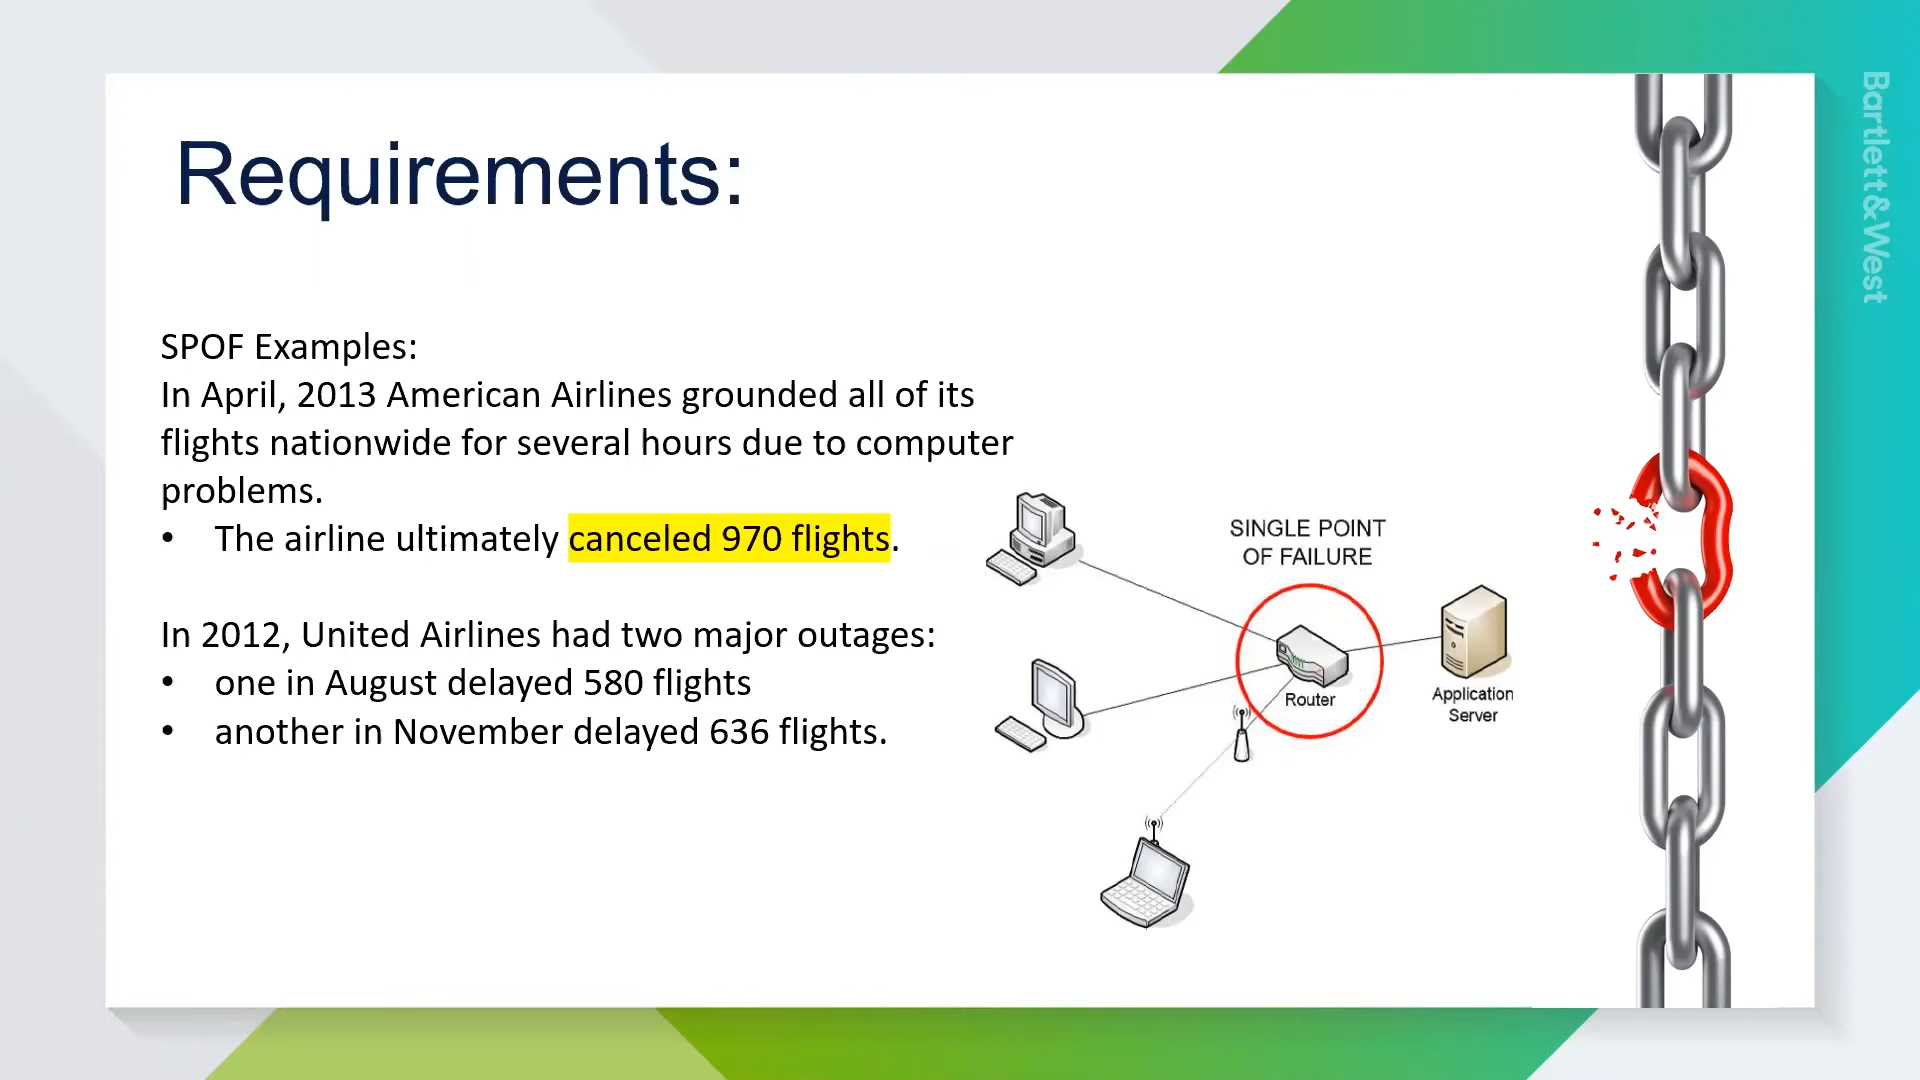 Requirements:
SPOF Examples:
In April, 2013 American Airlines grounded all of its
flights nationwide for several hours due to computer
problems.
• The airline ultimately canceled 970 flights.
In 2012, United Airlines had two major outages:
• one in August delayed 580 flights
• another in November delayed 636 flights.
SINGLE POINT
OF FAILURE
Router
Application
Server
Bartlett&West